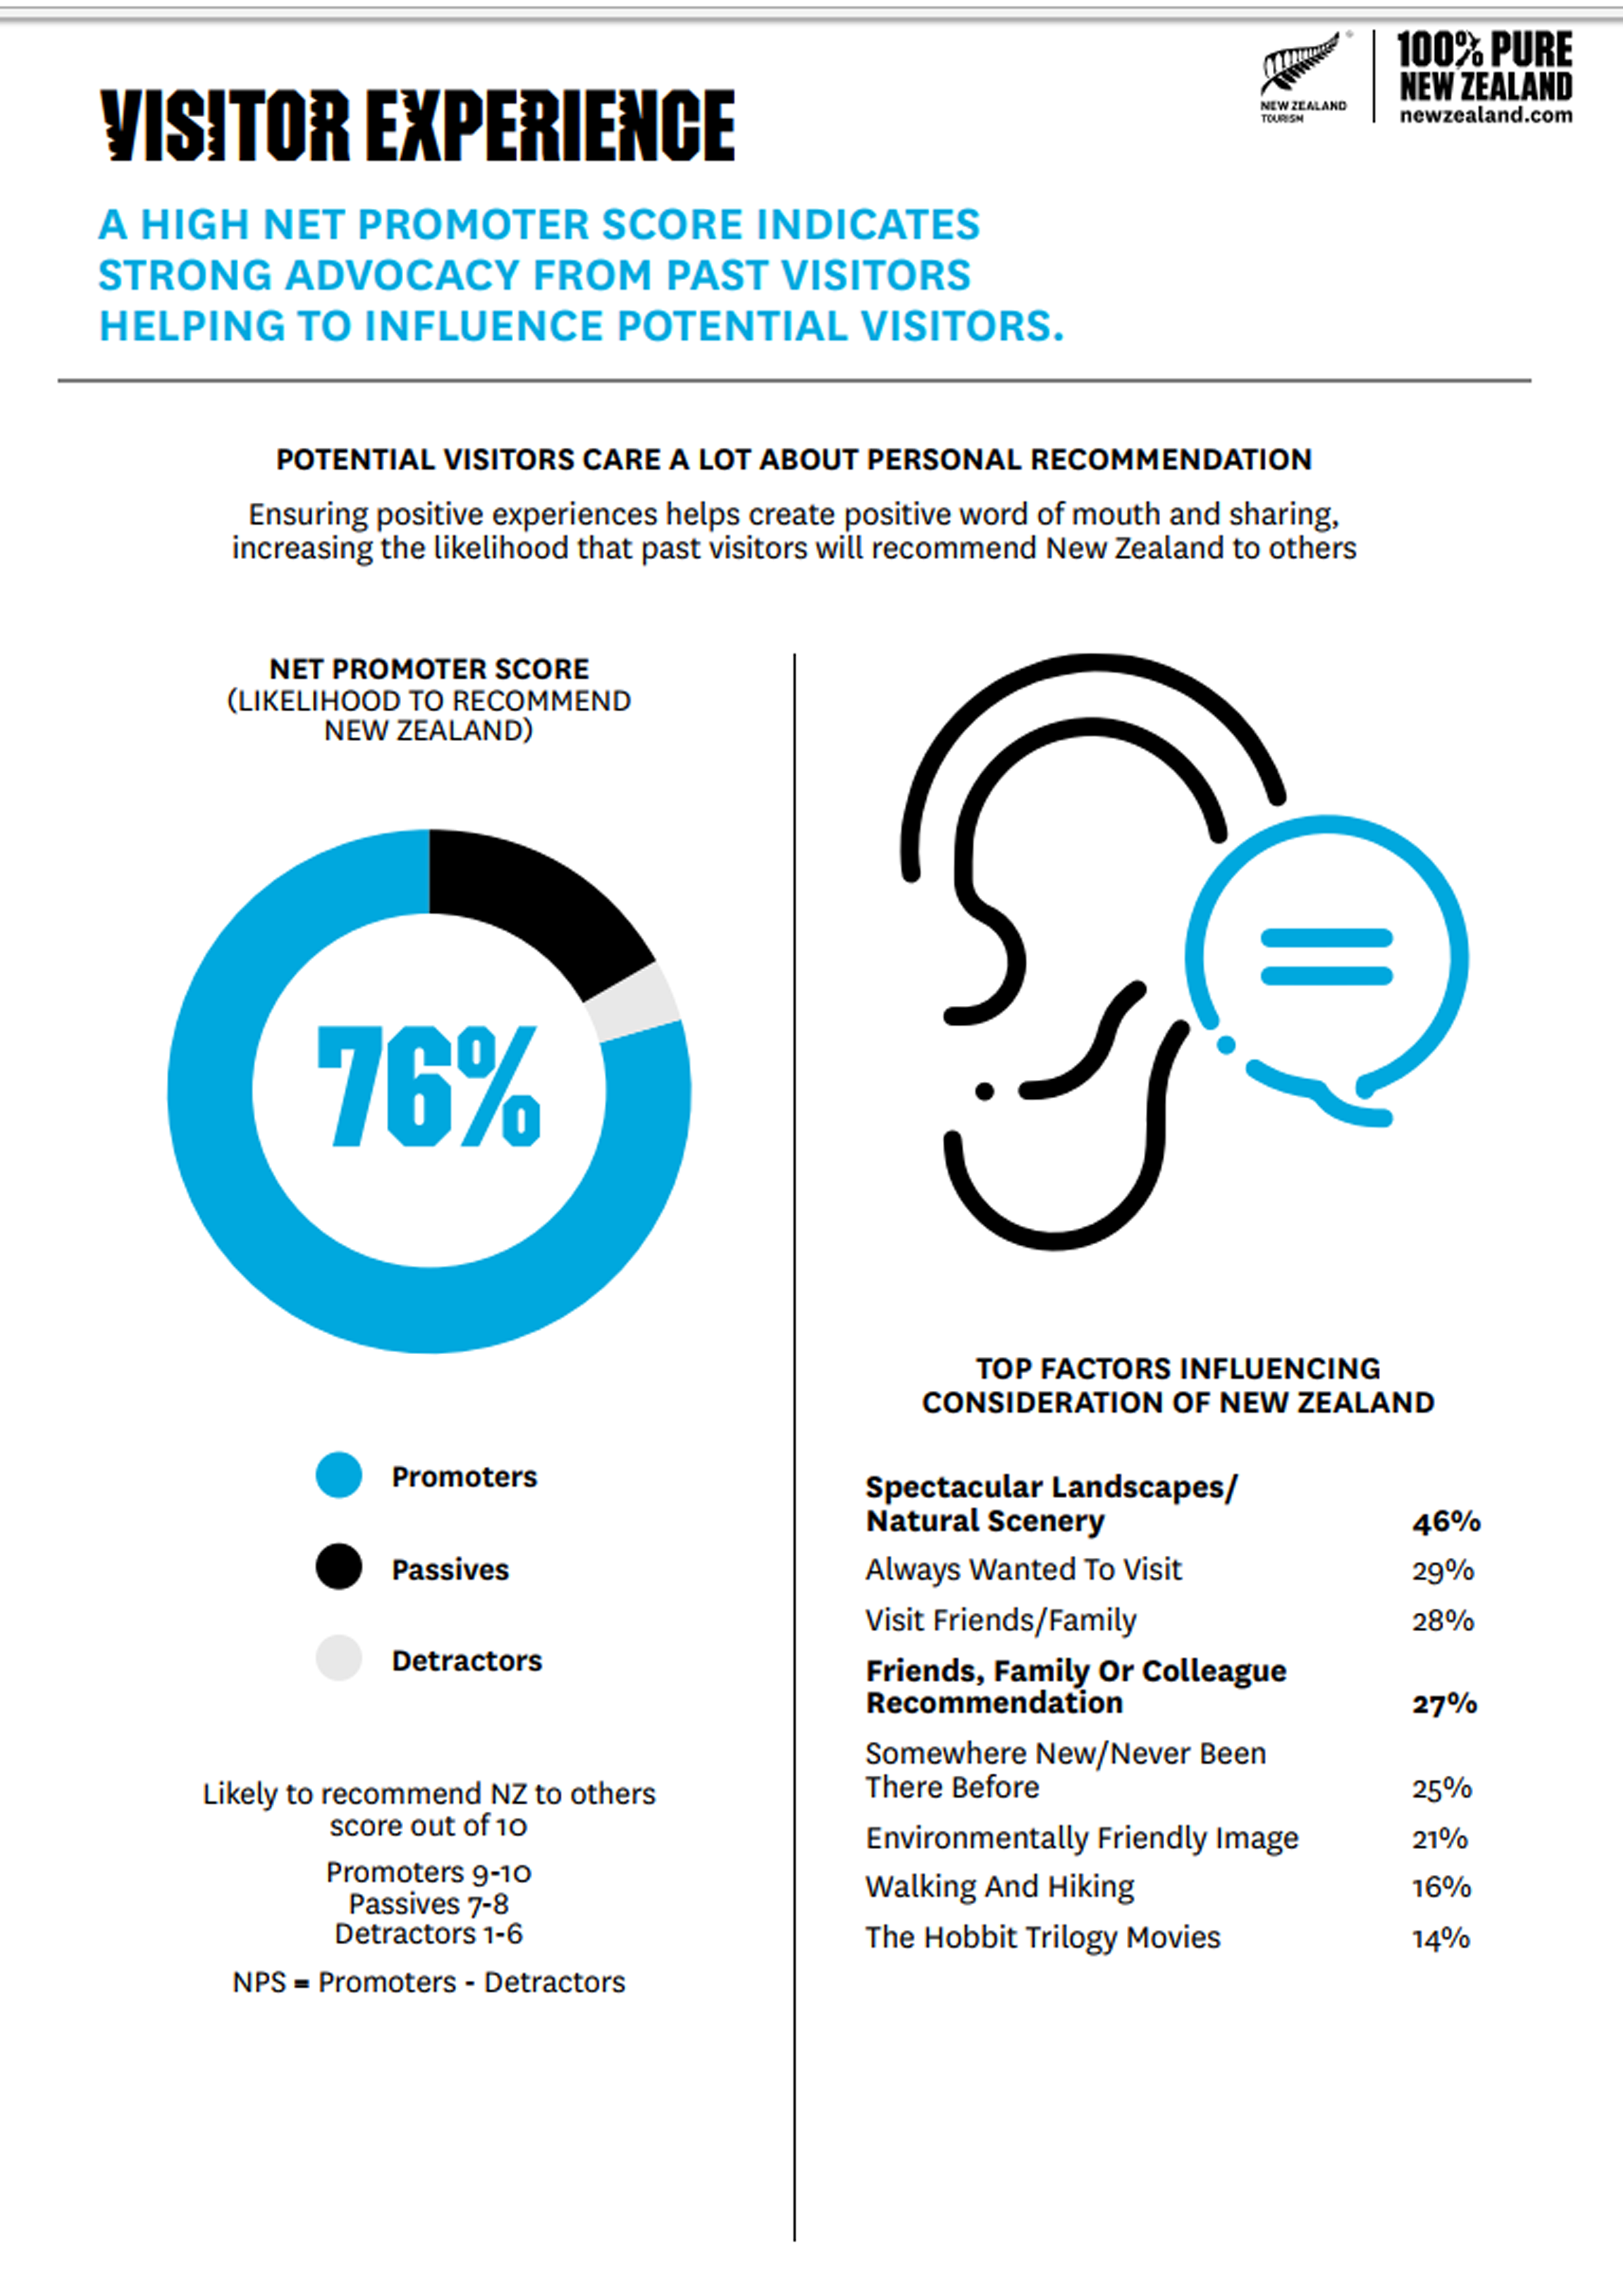 NEW ZEALAND
TOURISM
100% PURE
NEW ZEALAND
newzealand.com
VISITOR EXPERIENCE
A HIGH NET PROMOTER SCORE INDICATES
STRONG ADVOCACY FROM PAST VISITORS
HELPING TO INFLUENCE POTENTIAL VISITORS.
POTENTIAL VISITORS CARE A LOT ABOUT PERSONAL RECOMMENDATION
Ensuring positive experiences helps create positive word of mouth and sharing,
increasing the likelihood that past visitors will recommend New Zealand to others
NET PROMOTER SCORE
(LIKELIHOOD TO RECOMMEND
NEW ZEALAND)
76%
Promoters
Passives
Detractors
Likely to recommend NZ to others
score out of 10
Promoters 9-10
Passives 7-8
Detractors 1-6
NPS = Promoters - Detractors
TOP FACTORS INFLUENCING
CONSIDERATION OF NEW ZEALAND
Spectacular Landscapes/
Natural Scenery 46%
Always Wanted To Visit 29%
Visit Friends/Family 28%
Friends, Family Or Colleague
Recommendation 27%
Somewhere New/Never Been
There Before 25%
Environmentally Friendly Image 21%
Walking And Hiking 16%
The Hobbit Trilogy Movies 14%